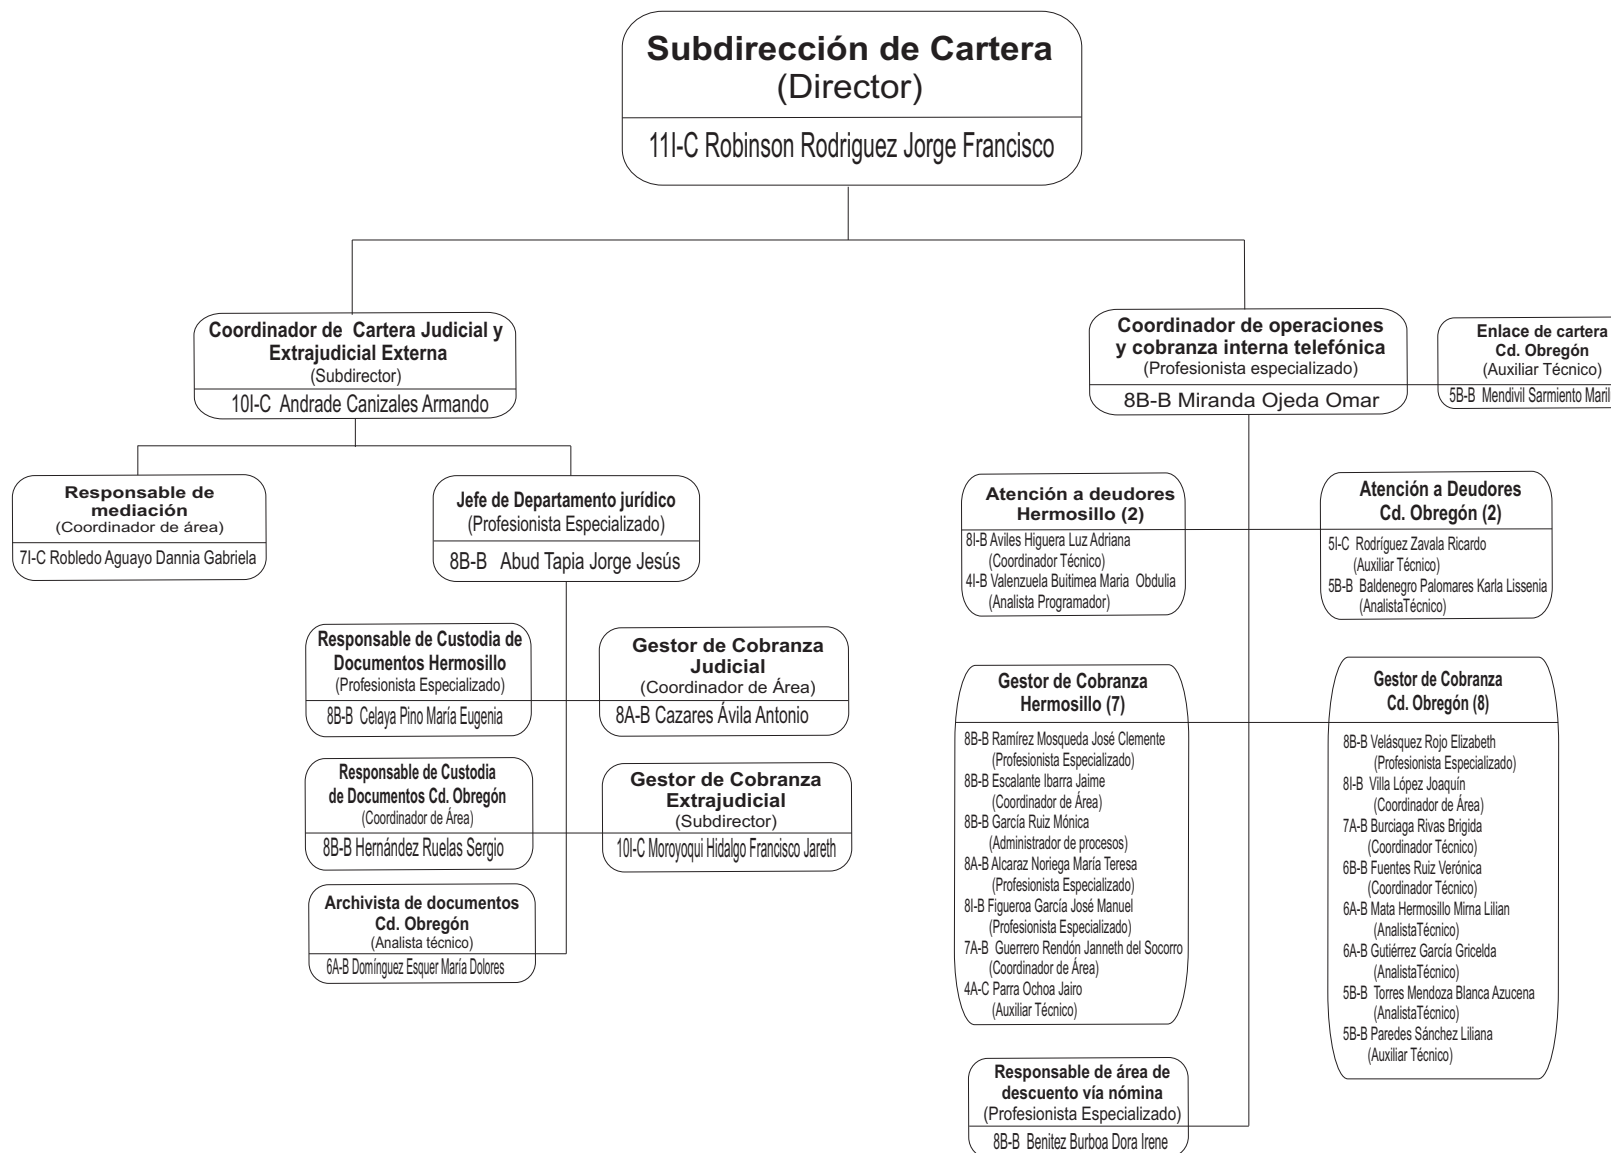 Subdirección de Cartera
(Director)
11I-C Robinson Rodriguez Jorge Francisco
Coordinador de Cartera Judicial y
Extrajudicial Externa
(Subdirector)
10I-C Andrade Canizales Armando
Coordinador de operaciones
y cobranza interna telefónica
(Profesionista especializado)
8B-B Miranda Ojeda Omar
Enlace de cartera
Cd. Obregón
(Auxiliar Técnico)
5B-B Mendivil Sarmiento
Responsable de
mediación
(Coordinador de área)
7I-C Robledo Aguayo Dannia Gabriela
Jefe de Departamento jurídico
(Profesionista Especializado)
8B-B Abud Tapia Jorge Jesús
Atención a deudores
Hermosillo (2)
8I-B Aviles Higuera Luz Adriana
(Coordinador Técnico)
4I-B Valenzuela Buitimea Maria Obdulia
(Analista Programador)
Atención a Deudores
Cd. Obregón (2)
5I-C Rodríguez Zavala Ricardo
(Auxiliar Técnico)
5B-B Baldenegro Palomares Karla Lissenia
(AnalistaTécnico)
Responsable de Custodia de
Documentos Hermosillo
(Profesionista Especializado)
8B-B Celaya Pino María Eugenia
Gestor de Cobranza
Judicial
(Coordinador de Área)
8A-B Cazares Ávila Antonio
Responsable de Custodia
de Documentos Cd. Obregón
(Coordinador de Área)
8B-B Hernández Ruelas Sergio
Gestor de Cobranza
Extrajudicial
(Subdirector)
10I-C Moroyoqui Hidalgo Francisco Jareth
Archivista de documentos
Cd. Obregón
(Analista técnico)
6A-B Domínguez Esquer María Dolores
Gestor de Cobranza
Hermosillo (7)
8B-B Ramírez Mosqueda José Clemente
(Profesionista Especializado)
8B-B Escalante Ibarra Jaime
(Coordinador de Área)
8B-B García Ruiz Mónica
(Administrador de procesos)
8A-B Alcaraz Noriega María Teresa
(Profesionista Especializado)
8I-B Figueroa García José Manuel
(Profesionista Especializado)
7A-B Guerrero Rendón Janneth del Socorro
(Coordinador de Área)
4A-C Parra Ochoa Jairo
(Auxiliar Técnico)
Gestor de Cobranza
Cd. Obregón (8)
8B-B Velásquez Rojo Elizabeth
(Profesionista Especializado)
8I-B Villa López Joaquín
(Coordinador de Área)
7A-B Burciaga Rivas Brigida
(Coordinador Técnico)
6B-B Fuentes Ruiz Verónica
(Coordinador Técnico)
6A-B Mata Hermosillo Mirna Lilian
(AnalistaTécnico)
6A-B Gutiérrez García Gricelda
(AnalistaTécnico)
5B-B Torres Mendoza Blanca Azucena
(AnalistaTécnico)
5B-B Paredes Sánchez Liliana
(Auxiliar Técnico)
Responsable de área de
descuento vía nómina
(Profesionista Especializado)
8B-B Benitez Burboa Dora Irene